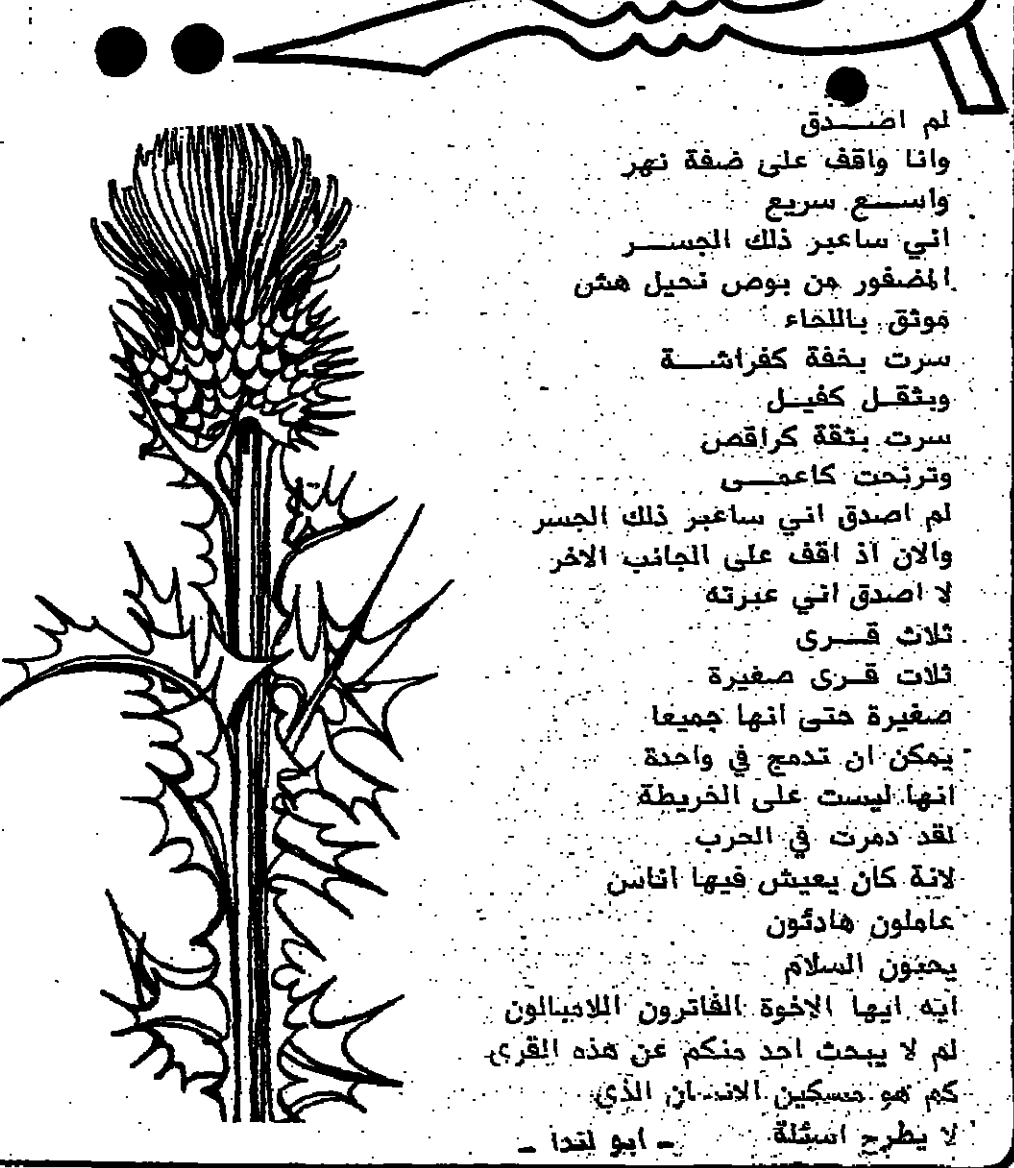 لم اصدق
وانا واقف على ضفة نهر
واسع سريع
اني ساعبر ذلك الجسر
المضفور من بوص نحيل هش
موثق باللحاء
سرت بخفة كفراشة
وبثقل كفيل
سرت بثقة كراقص
وترنحت كاعمى
لم اصدق اني ساعبر ذلك الجسر
والان اذ اقف على الجانب الاخر
لا اصدق اني عبرته
ثلاث قرى
ثلاث قرى صغيرة
صغيرة حتى انها جميعا
يمكن ان تدمج في واحدة
انها ليست على الخريطة
لقد دمرت في الحرب
لانة كان يعيش فيها اناس
عاملون هادئون
يحبون السلام
ايه ايها الاخوة الفاترون اللامبالون
لم لا يبحث احد منكم عن هذه القرى
كم هو مسكين الانسان الذي
لا يطرح اسئلة - ابو لندا -